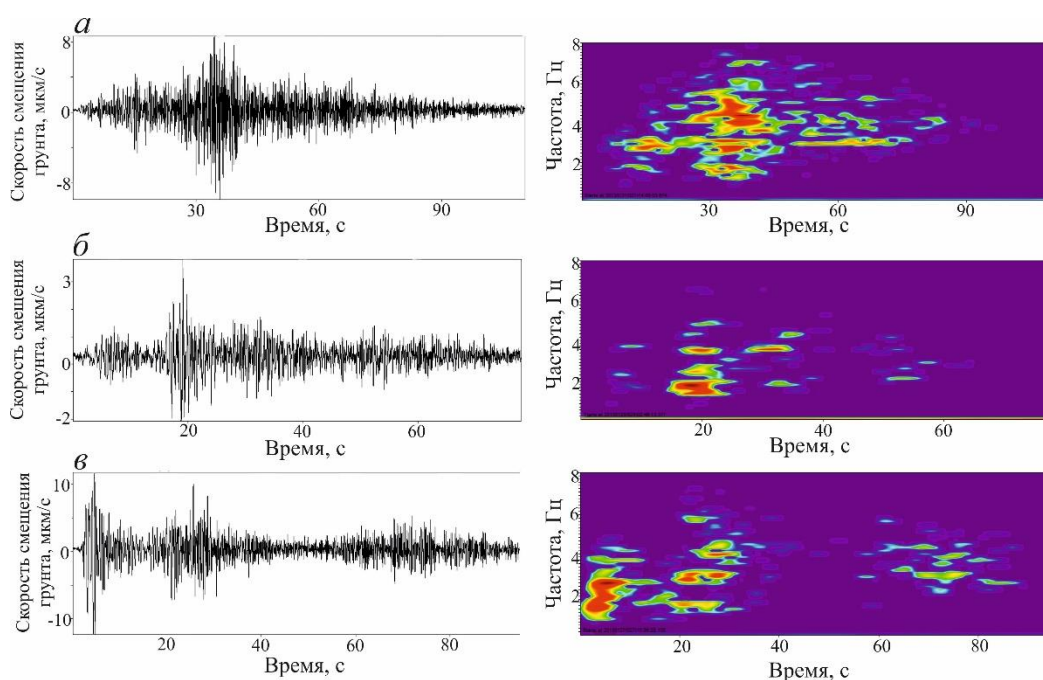 а
Скорость смещения
грунта, мкм/с
8
0
-8
30
60
90
Время, с
Частота, Гц
8
6
4
2
30
60
90
Время, с
б
Скорость смещения
грунта, мкм/с
3
0
-2
20
40
60
Время, с
Частота, Гц
8
6
4
2
20
40
60
Время, с
в
Скорость смещения
грунта, мкм/с
10
0
-10
20
40
60
80
Время, с
Частота, Гц
8
6
4
2
20
40
60
80
Время, с